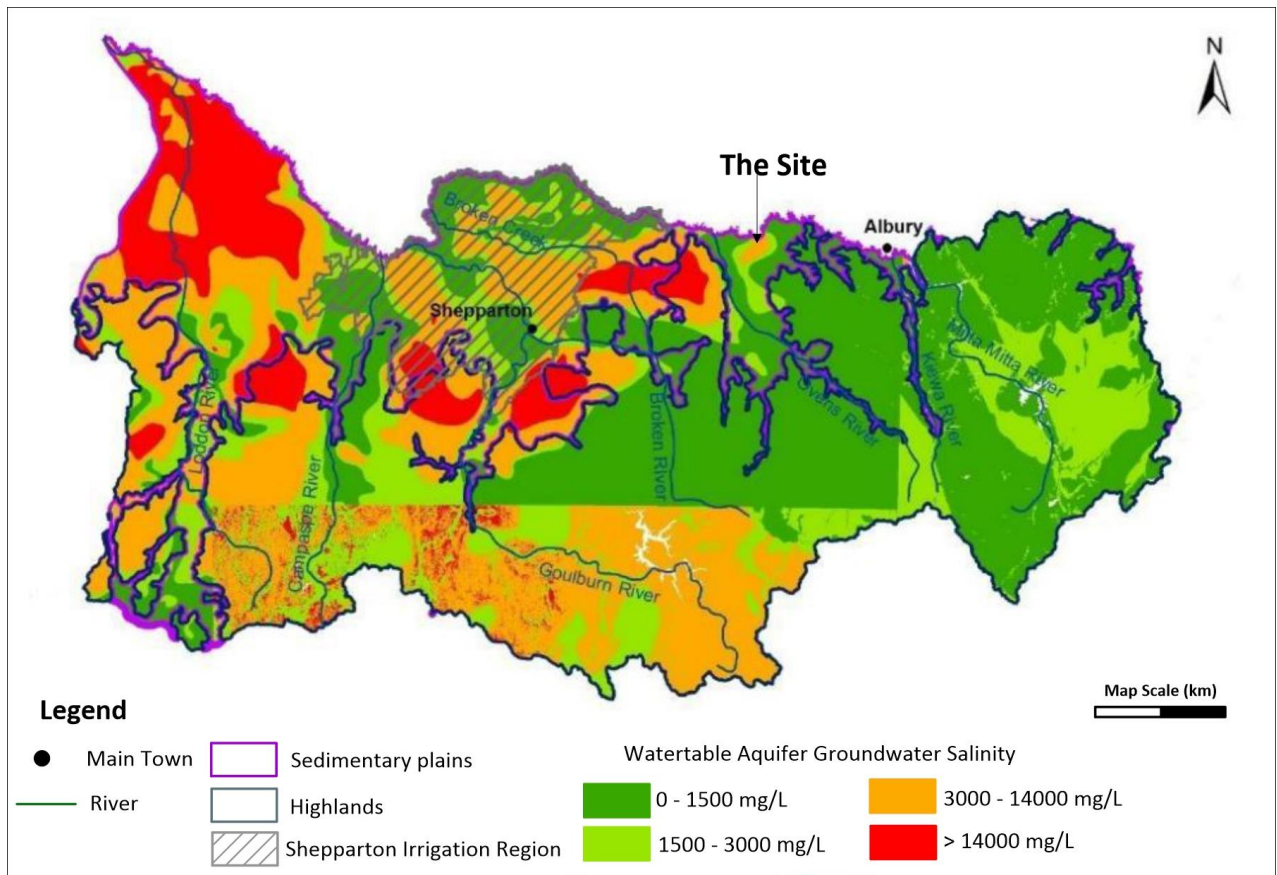 N
The Site
Albury
Broken Creek
Shepparton
Mitta Mitta River
Kiewa River
Ovens River
Broken River
Loddon River
Campaspe River
Goulburn River
Map Scale (km)
Legend
Main Town
River
Sedimentary plains
Highlands
Shepparton Irrigation Region
Watertable Aquifer Groundwater Salinity
0 - 1500 mg/L
1500 - 3000 mg/L
3000 - 14000 mg/L
> 14000 mg/L